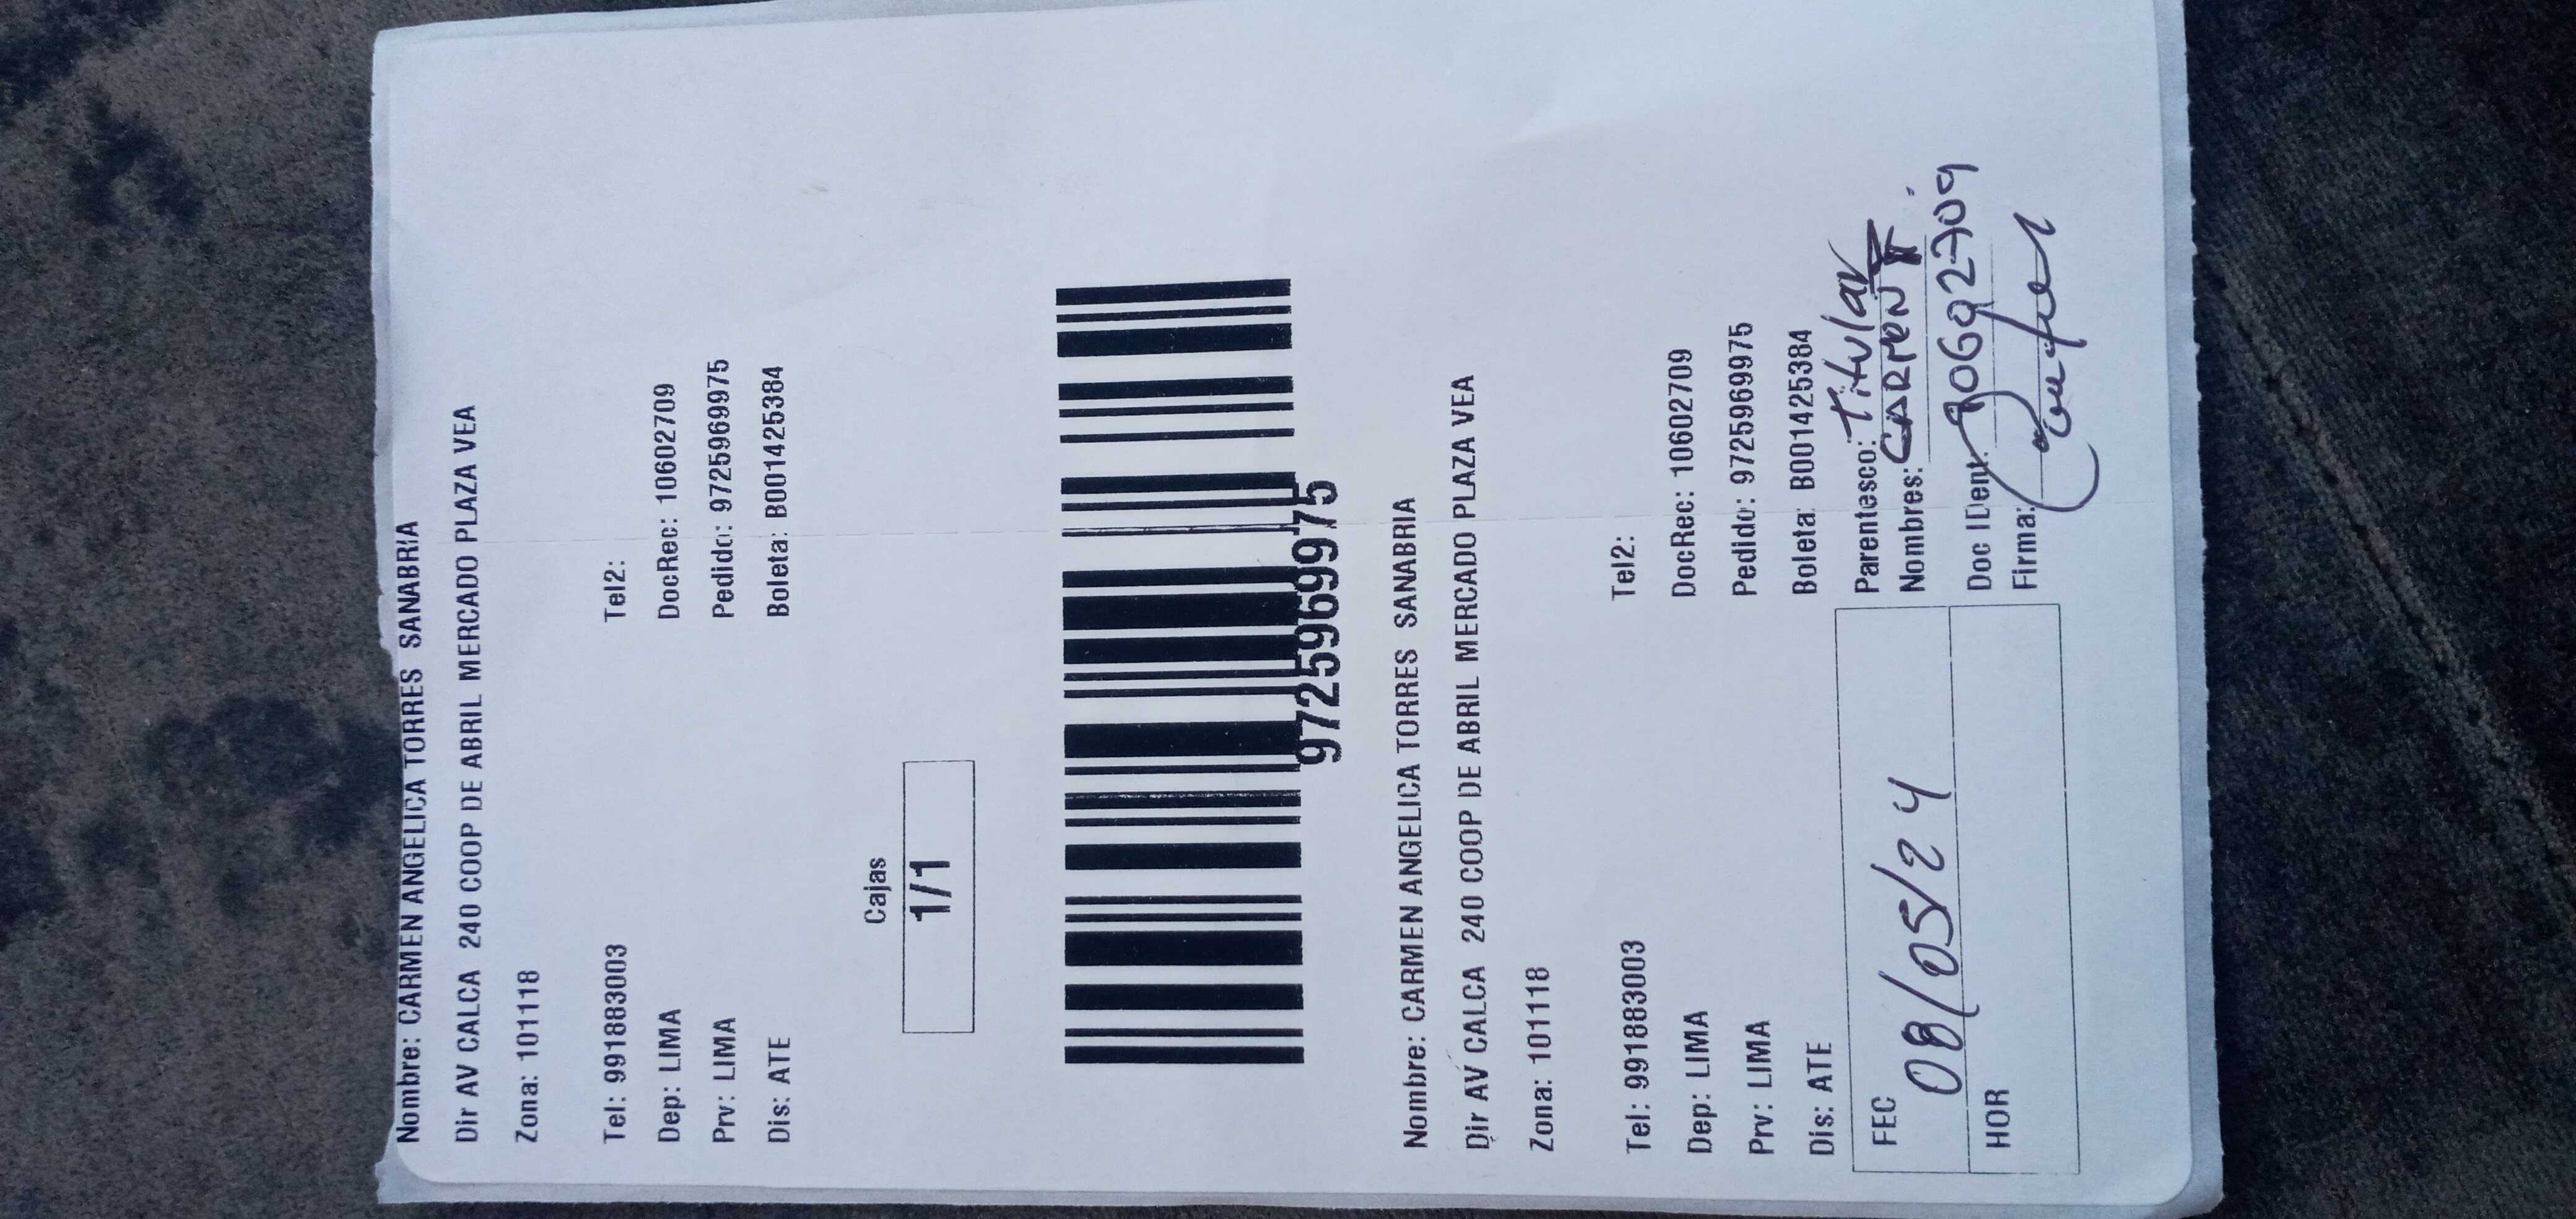 Nombre: CARMEN ANGELICA TORRES SANABRIA
Dir AV CALCA 240 COOP DE ABRIL MERCADO PLAZA VEA
Zona: 101118
Tel: 991883003 Tel2:
Dep: LIMA DocRec: 10602709
Prv: LIMA Pedido: 9725969975
Dis: ATE Boleta: B001425384
Cajas
1/1
9725969975
Nombre: CARMEN ANGELICA TORRES SANABRIA
Dir AV CALCA 240 COOP DE ABRIL MERCADO PLAZA VEA
Zona: 101118
Tel: 991883003 Tel2:
Dep: LIMA DocRec: 10602709
Prv: LIMA Pedido: 9725969975
Dis: ATE Boleta: B001425384
FEC 08/05/24 Parentesco: Titular
Nombres: CARMEN T.
HOR Doc IDent:
Firma: